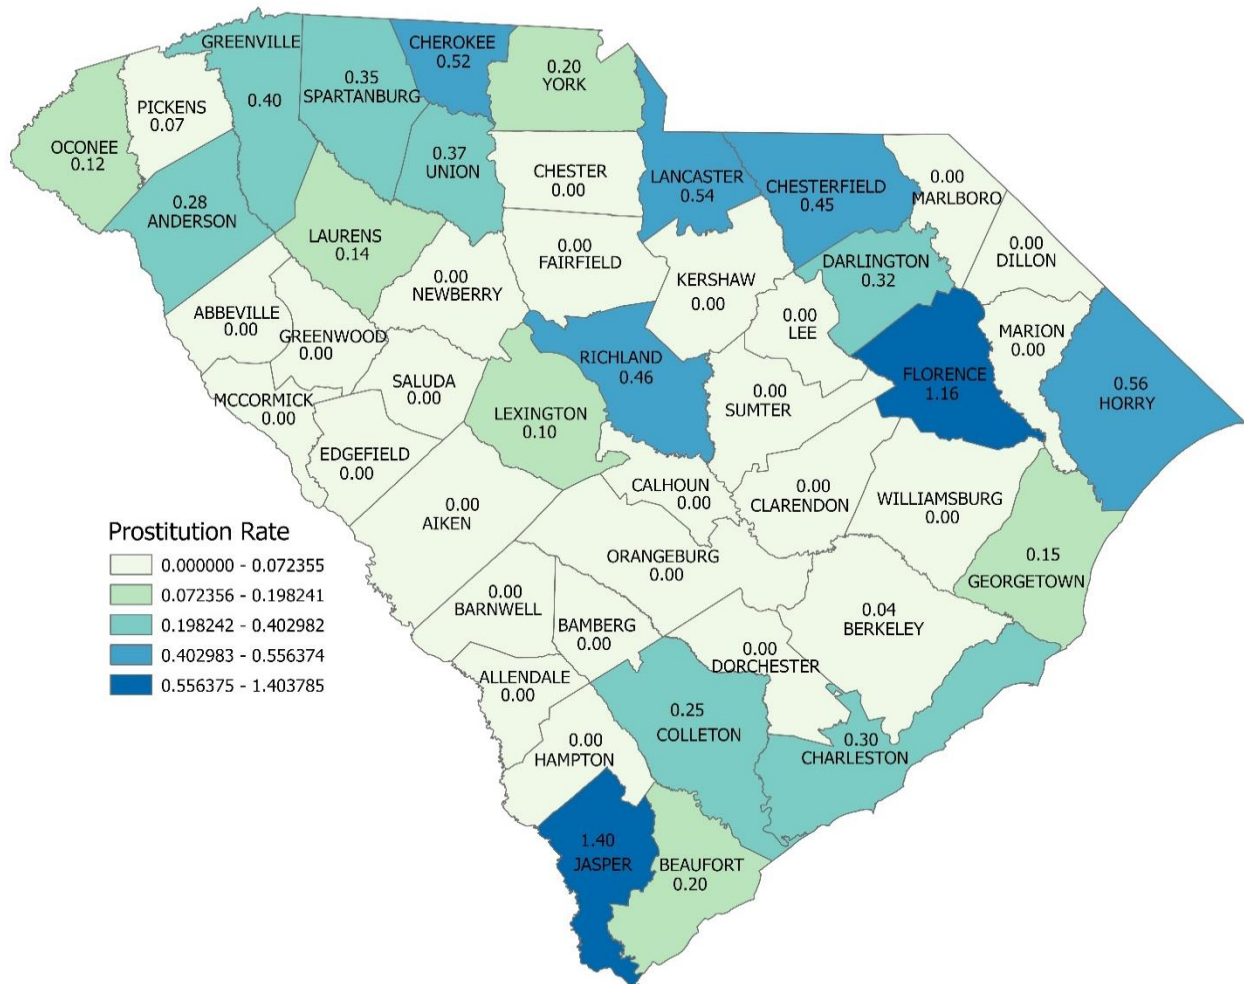 GREENVILLE
0.40
CHEROKEE
0.52
0.20
YORK
0.35
SPARTANBURG
PICKENS
0.07
OCONEE
0.12
0.37
UNION
CHESTER
0.00
LANCASTER
0.54
CHESTERFIELD
0.45
0.00
MARLBORO
0.28
ANDERSON
LAURENS
0.14
0.00
FAIRFIELD
DARLINGTON
0.32
0.00
DILLON
0.00
NEWBERRY
KERSHAW
0.00
0.00
LEE
MARION
0.00
ABBEVILLE
0.00
GREENWOOD
0.00
RICHLAND
0.46
FLORENCE
1.16
0.56
HORRY
SALUDA
0.00
MCCORMICK
0.00
LEXINGTON
0.10
0.00
SUMTER
EDGEFIELD
0.00
CALHOUN
0.00
0.00
CLARENDON
WILLIAMSBURG
0.00
0.00
AIKEN
ORANGEBURG
0.00
0.15
GEORGETOWN
0.00
BARNWELL
BAMBERG
0.00
0.04
BERKELEY
0.00
DORCHESTER
ALLENDALE
0.00
0.25
COLLETON
0.30
CHARLESTON
0.00
HAMPTON
1.40
JASPER
BEAUFORT
0.20
Prostitution Rate
0.000000 - 0.072355
0.072356 - 0.198241
0.198242 - 0.402982
0.402983 - 0.556374
0.556375 - 1.403785